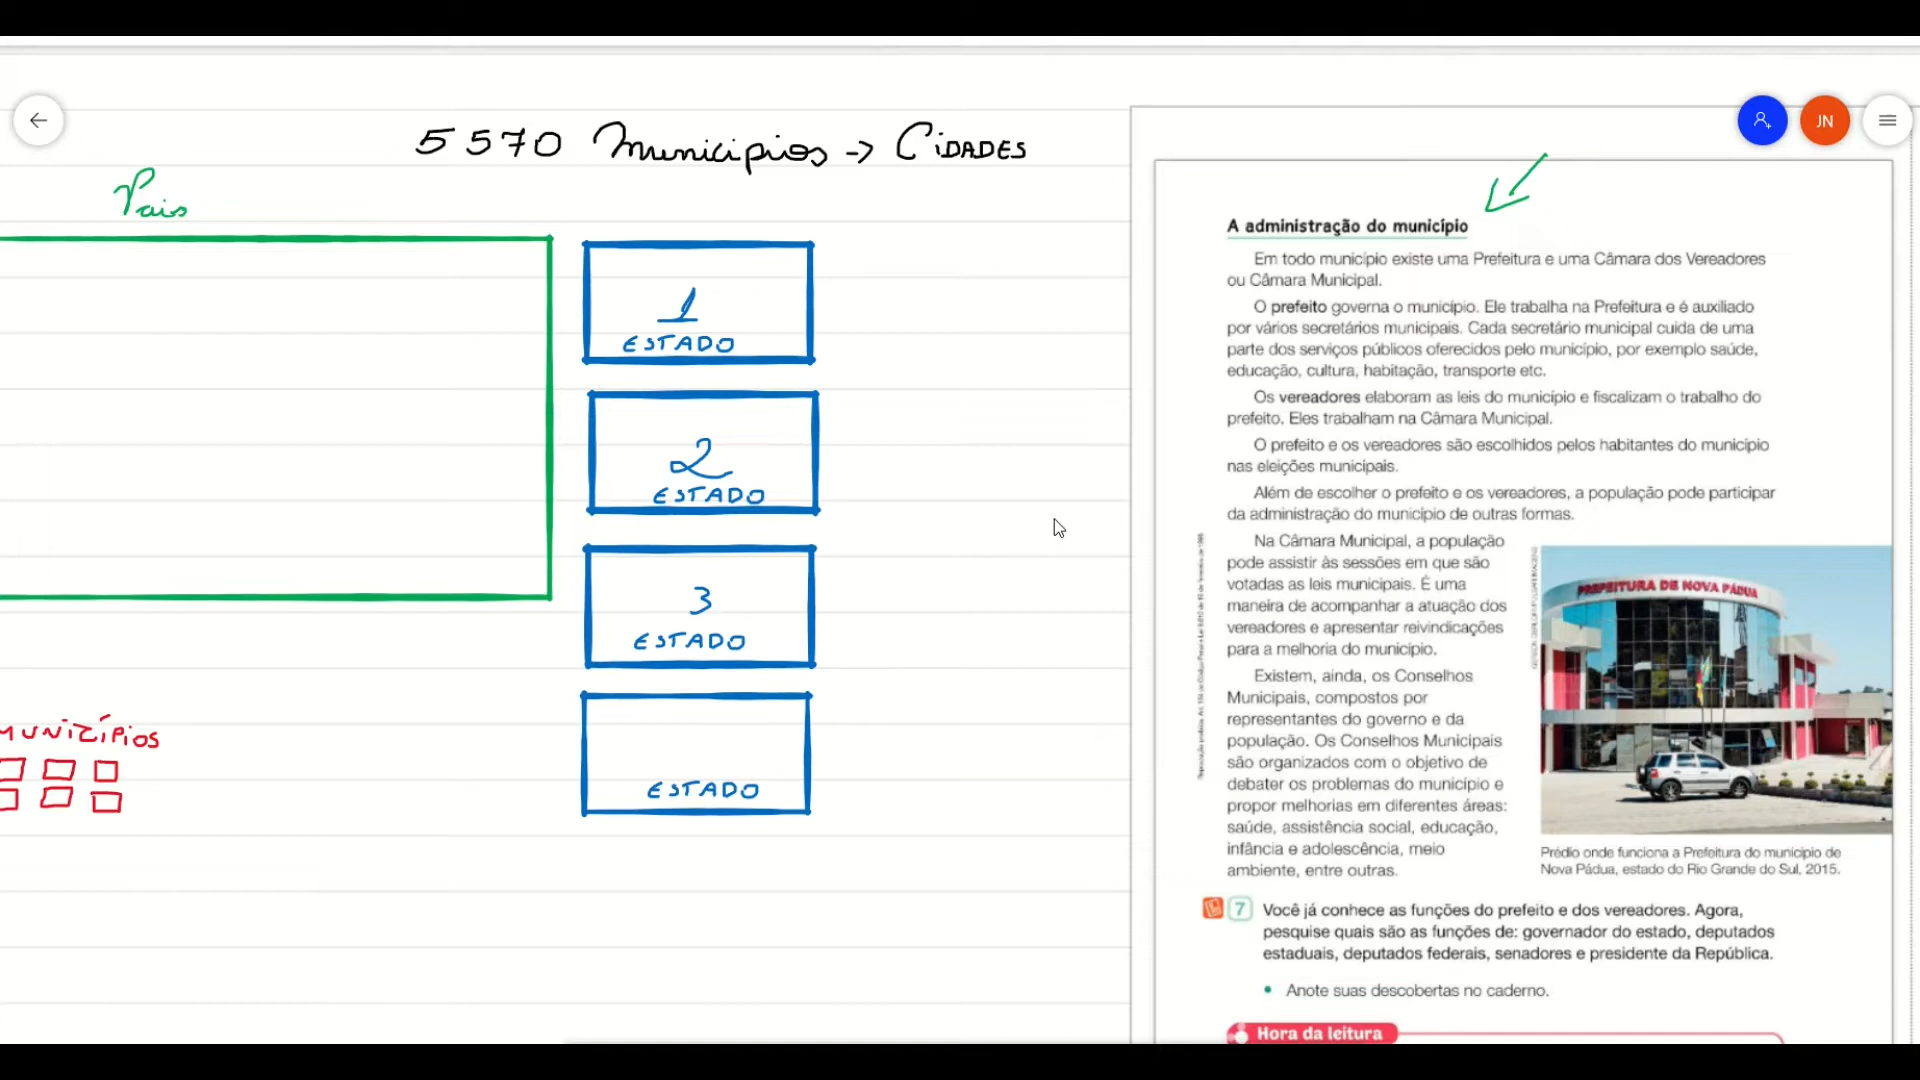 5570 Municípios -> CIDADES
País
1
ESTADO
2
ESTADO
3
ESTADO
ESTADO
MUNICÍPIOS
JN
A administração do município
Em todo município existe uma Prefeitura e uma Câmara dos Vereadores
ou Câmara Municipal.
O prefeito governa o município. Ele trabalha na Prefeitura e é auxiliado
por vários secretários municipais. Cada secretário municipal cuida de uma
parte dos serviços públicos oferecidos pelo município, por exemplo saúde,
educação, cultura, habitação, transporte etc.
Os vereadores elaboram as leis do município e fiscalizam o trabalho do
prefeito. Eles trabalham na Câmara Municipal.
O prefeito e os vereadores são escolhidos pelos habitantes do município
nas eleições municipais.
Além de escolher o prefeito e os vereadores, a população pode participar
da administração do município de outras formas.
Na Câmara Municipal, a população
pode assistir às sessões em que são
votadas as leis municipais. É uma
maneira de acompanhar a atuação dos
vereadores e apresentar reivindicações
para a melhoria do município.
Existem, ainda, os Conselhos
Municipais, compostos por
representantes do governo e da
população. Os Conselhos Municipais
são organizados com o objetivo de
debater os problemas do município e
propor melhorias em diferentes áreas:
saúde, assistência social, educação,
infância e adolescência, meio
ambiente, entre outras.
PREFEITURA DE NOVA PÁDUA
Prédio onde funciona a Prefeitura do município de
Nova Pádua, estado do Rio Grande do Sul, 2015.
7 Você já conhece as funções do prefeito e dos vereadores. Agora,
pesquise quais são as funções de: governador do estado, deputados
estaduais, deputados federais, senadores e presidente da República.
• Anote suas descobertas no caderno.
Hora da leitura